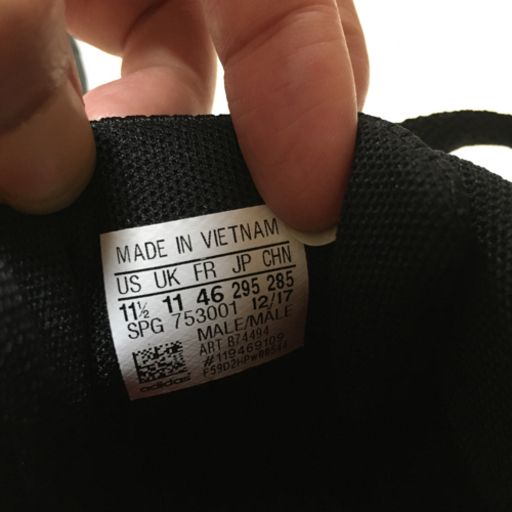 MADE IN VIETNAM
US UK FR JP CHN
11½ 11 46 295 285
SPG 753001 12/17
MALE/MALE
ART B74494
#119469109
adidas